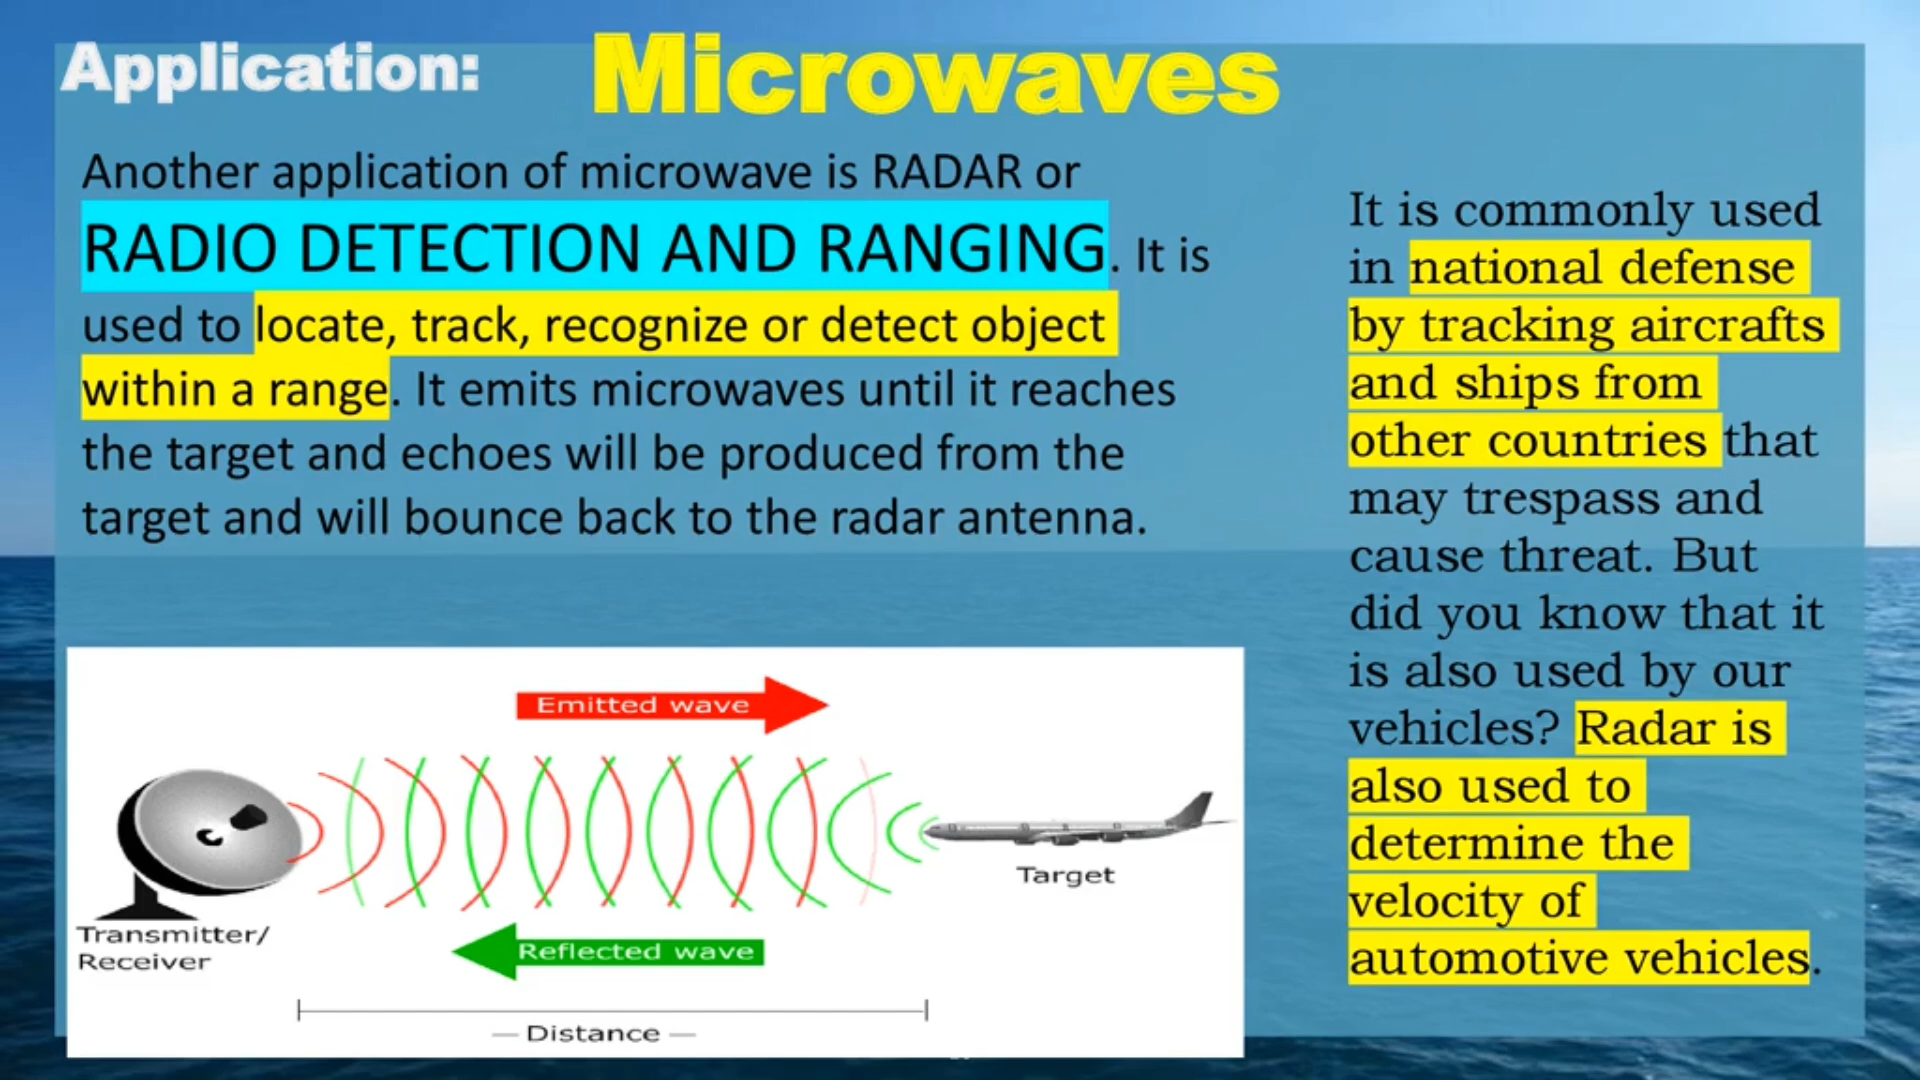 Application:
Microwaves
Another application of microwave is RADAR or
RADIO DETECTION AND RANGING. It is
used to locate, track, recognize or detect object
within a range. It emits microwaves until it reaches
the target and echoes will be produced from the
target and will bounce back to the radar antenna.
It is commonly used
in national defense
by tracking aircrafts
and ships from
other countries that
may trespass and
cause threat. But
did you know that it
is also used by our
vehicles? Radar is
also used to
determine the
velocity of
automotive vehicles.
Emitted wave
Target
Transmitter/
Receiver
Reflected wave
— Distance —